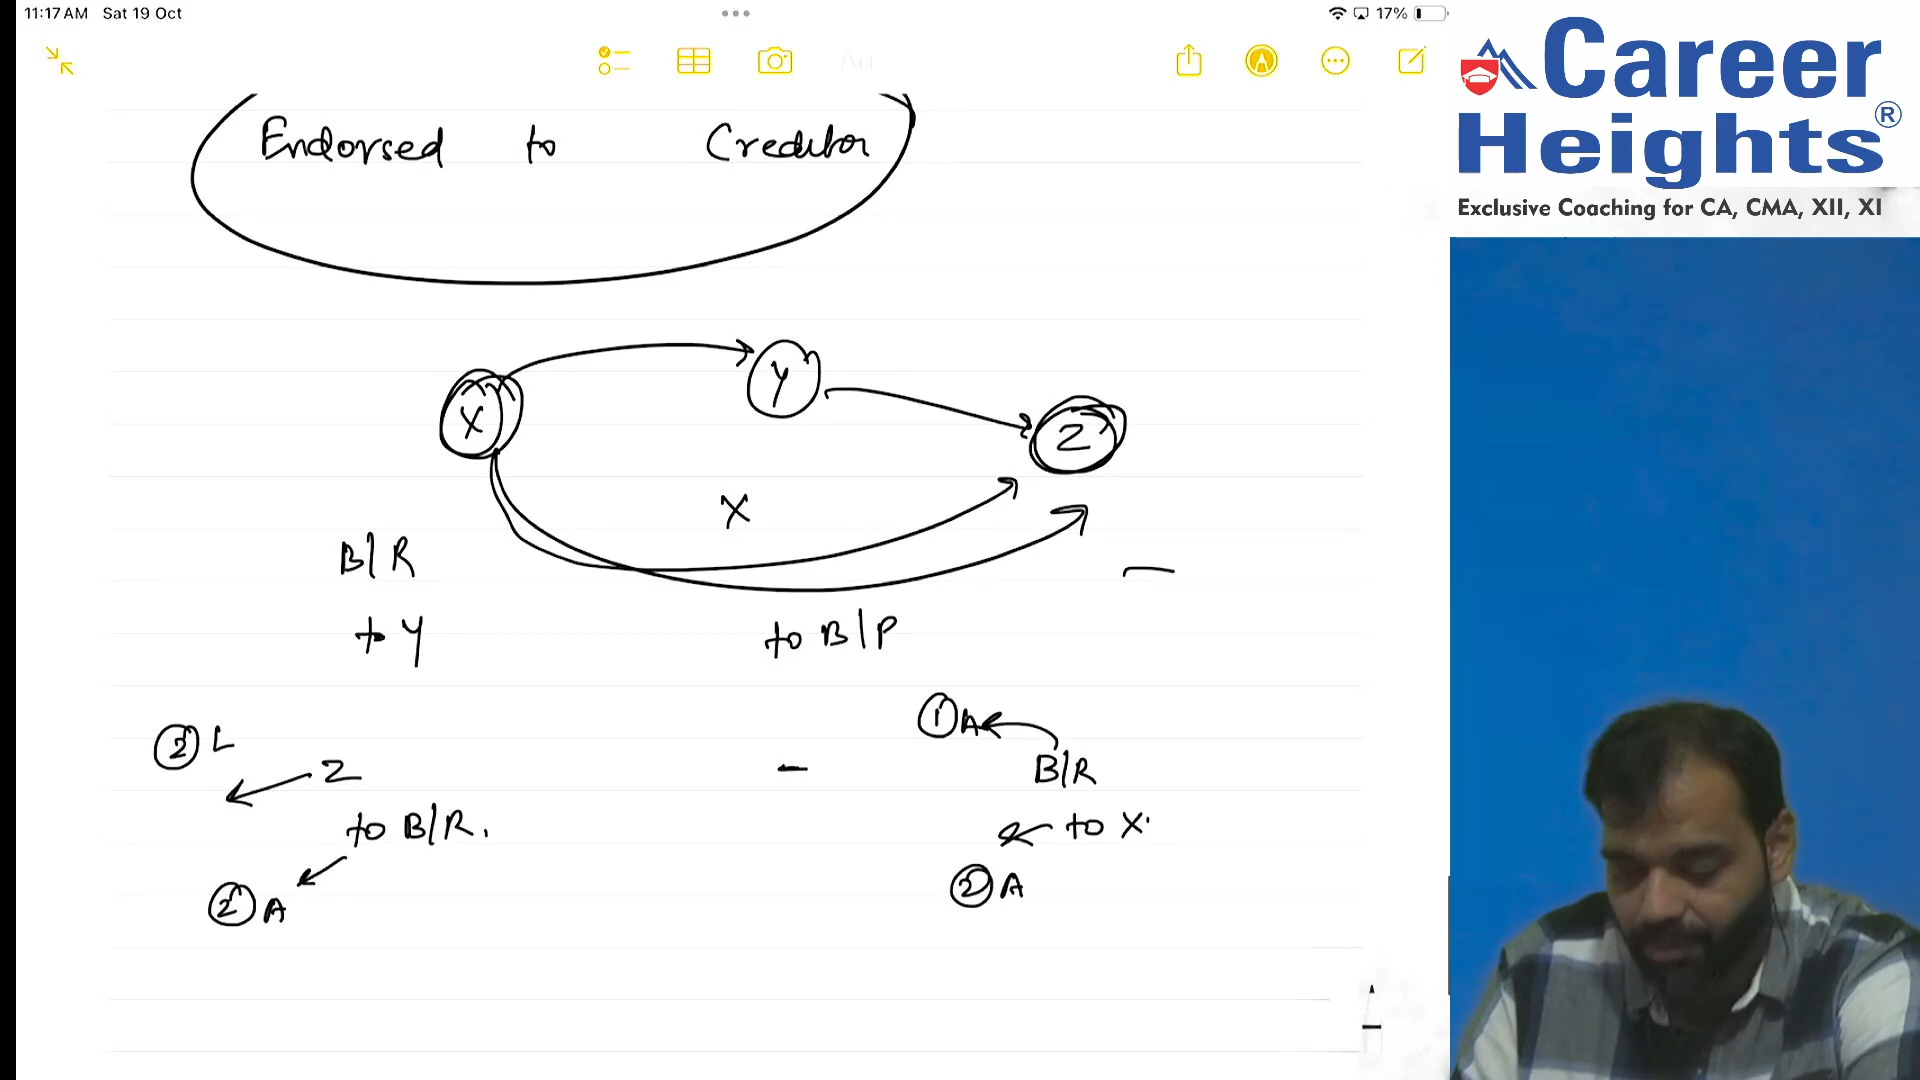 11:17 AM Sat 19 Oct
17%
Aα
Career
Heights®
Exclusive Coaching for CA, CMA, XII, XI
Endorsed to Creditor
X
Y
Z
X
B/R
to Y
to B/P
—
② L
① A
Z
-
B/R
to B/R.
to X.
② A
② A